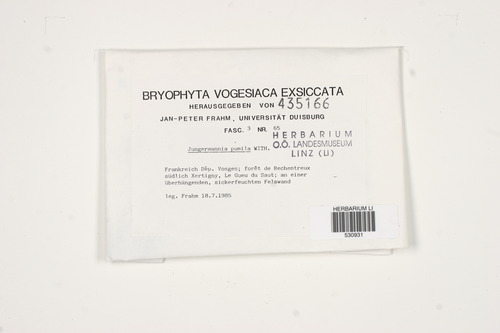 BRYOPHYTA VOGESIACA EXSICCATA
HERAUSGEGEBEN VON 435166
JAN-PETER FRAHM, UNIVERSITÄT DUISBURG
FASC. 3 NR. 65
HERBARIUM
O.Ö. LANDESMUSEUM
LINZ (LI)
Jungermannia pumila WITH.
Frankreich Dép. Vosges; forêt de Bechentreux
südlich Xertigny, Le Gueu du Saut; an einer
überhängenden, sickerfeuchten Felswand
leg. Frahm 18.7.1985
HERBARIUM LI
530931